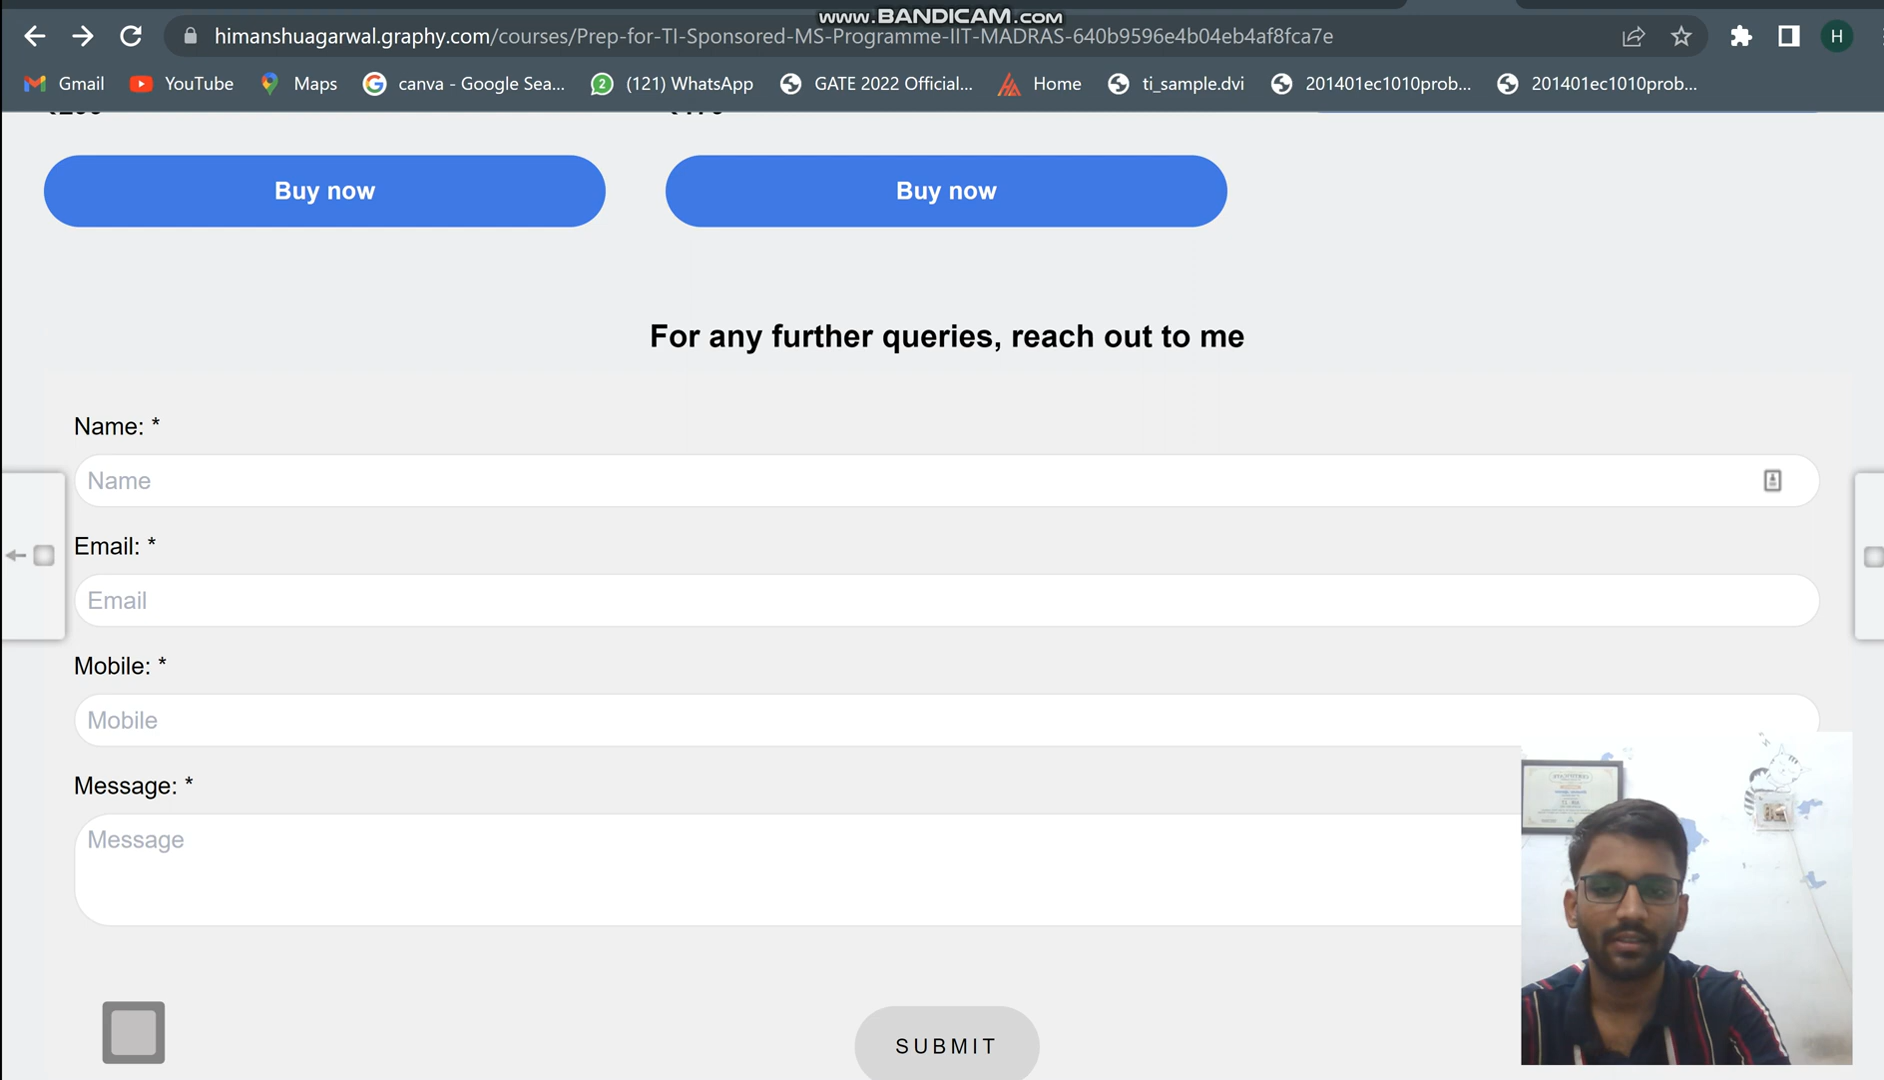 www.BANDICAM.com
himanshuagarwal.graphy.com/courses/Prep-for-TI-Sponsored-MS-Programme-IIT-MADRAS-640b9596e4b04eb4af8fca7e
H
Gmail YouTube Maps canva - Google Sea... (121) WhatsApp GATE 2022 Official... Home ti_sample.dvi 201401ec1010prob... 201401ec1010prob...
Buy now Buy now
For any further queries, reach out to me
Name: *
Name
Email: *
Email
Mobile: *
Mobile
Message: *
Message
SUBMIT